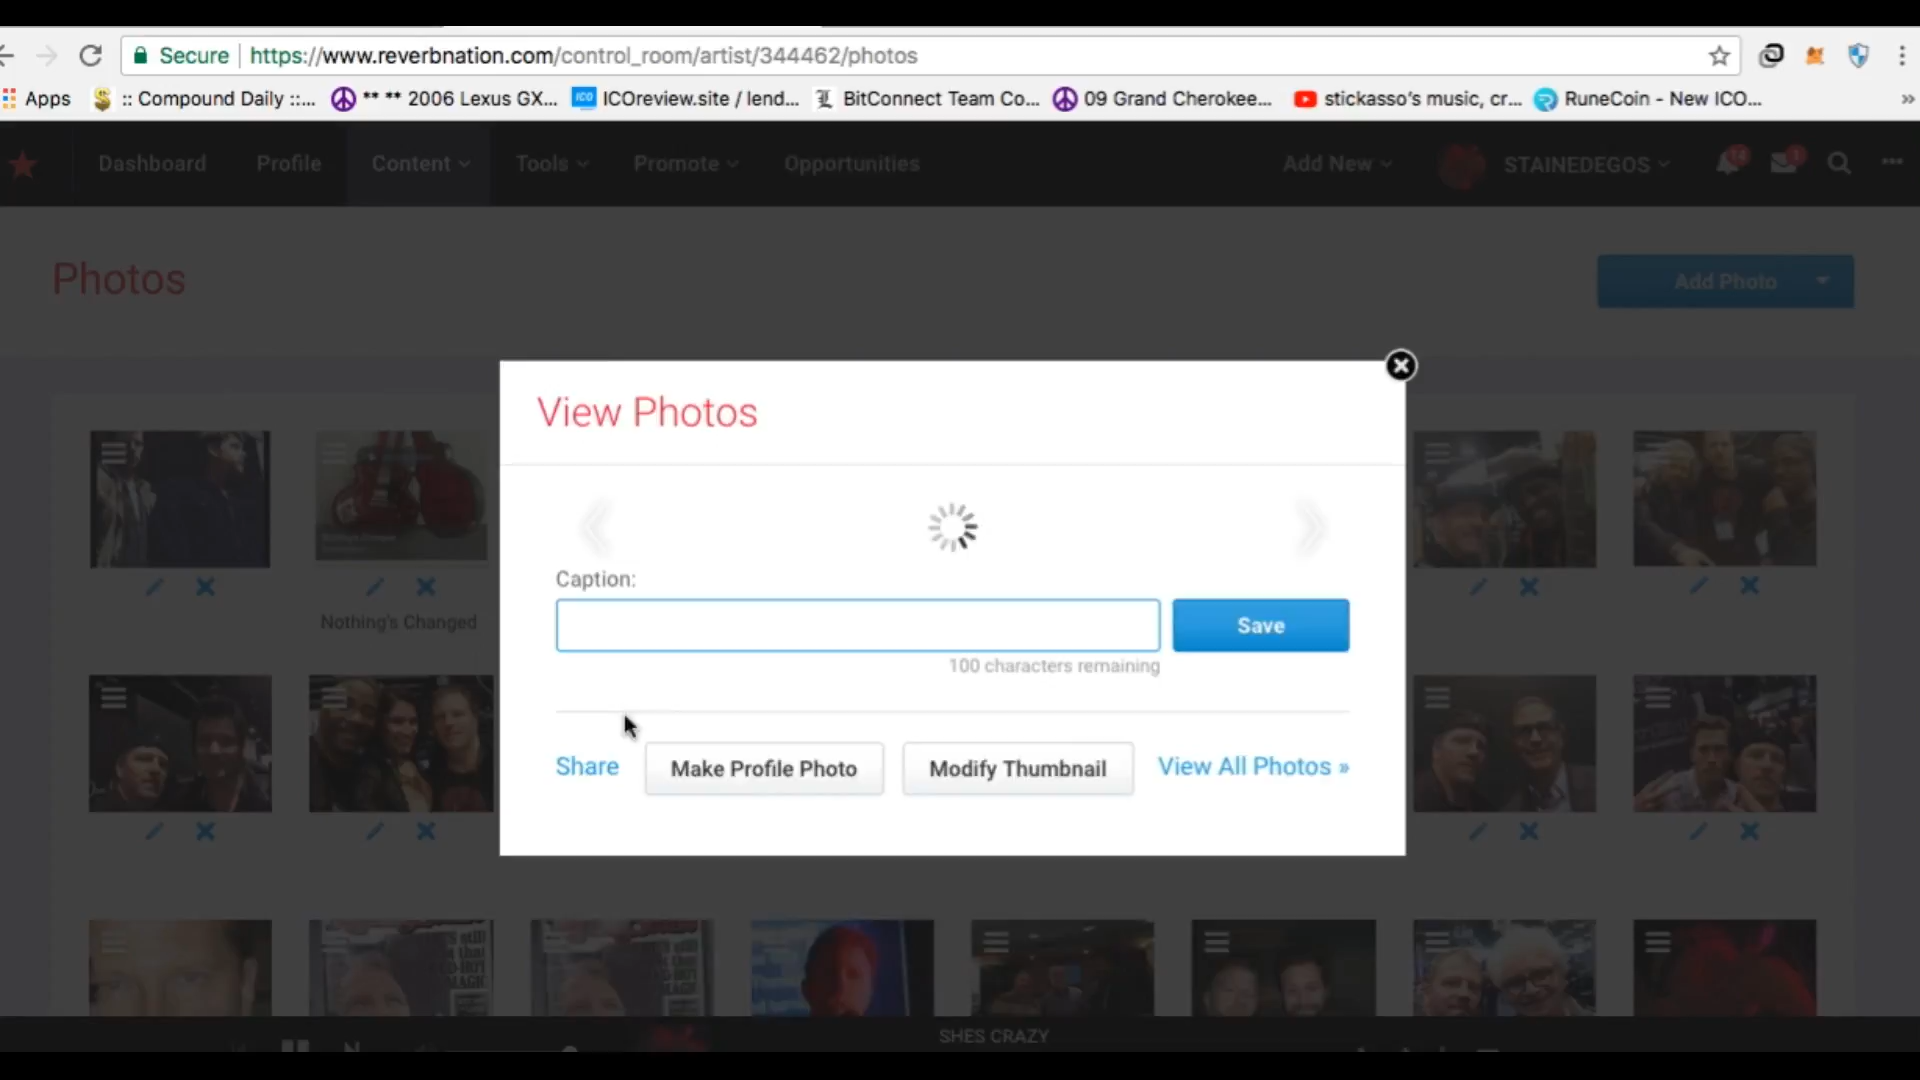 Secure https://www.reverbnation.com/control_room/artist/344462/photos
Apps :: Compound Daily ::... ** ** 2006 Lexus GX... ICO ICOreview.site / lend... BitConnect Team Co... 09 Grand Cherokee... stickasso's music, cr... RuneCoin - New ICO... »
Dashboard Profile Content Tools Promote Opportunities Add New STAINEDEGOS 14 1
Photos
Add Photo
View Photos
Caption:
Save
Nothing's Changed
100 characters remaining
Share Make Profile Photo Modify Thumbnail View All Photos »
SHES CRAZY